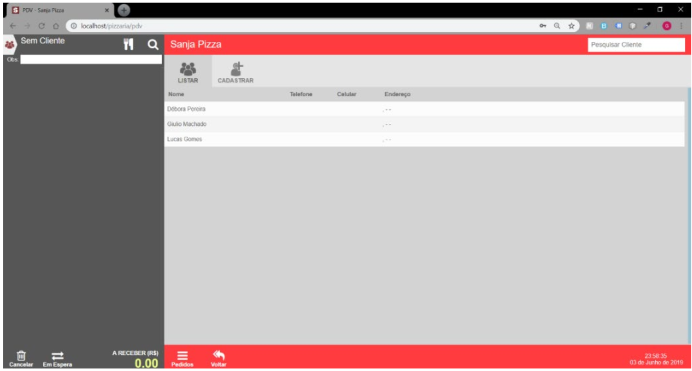 PDV - Sanja Pizza
localhost/pizzaria/pdv
Sem Cliente
Sanja Pizza
Pesquisar Cliente
Obs:
LISTAR
CADASTRAR
Nome Telefone Celular Endereço
Débora Pereira , - -
Giulio Machado , - -
Lucas Gomes , - -
Cancelar
Em Espera
A RECEBER (R$)
0.00
Pedidos
Voltar
23:58:35
03 de Junho de 2019